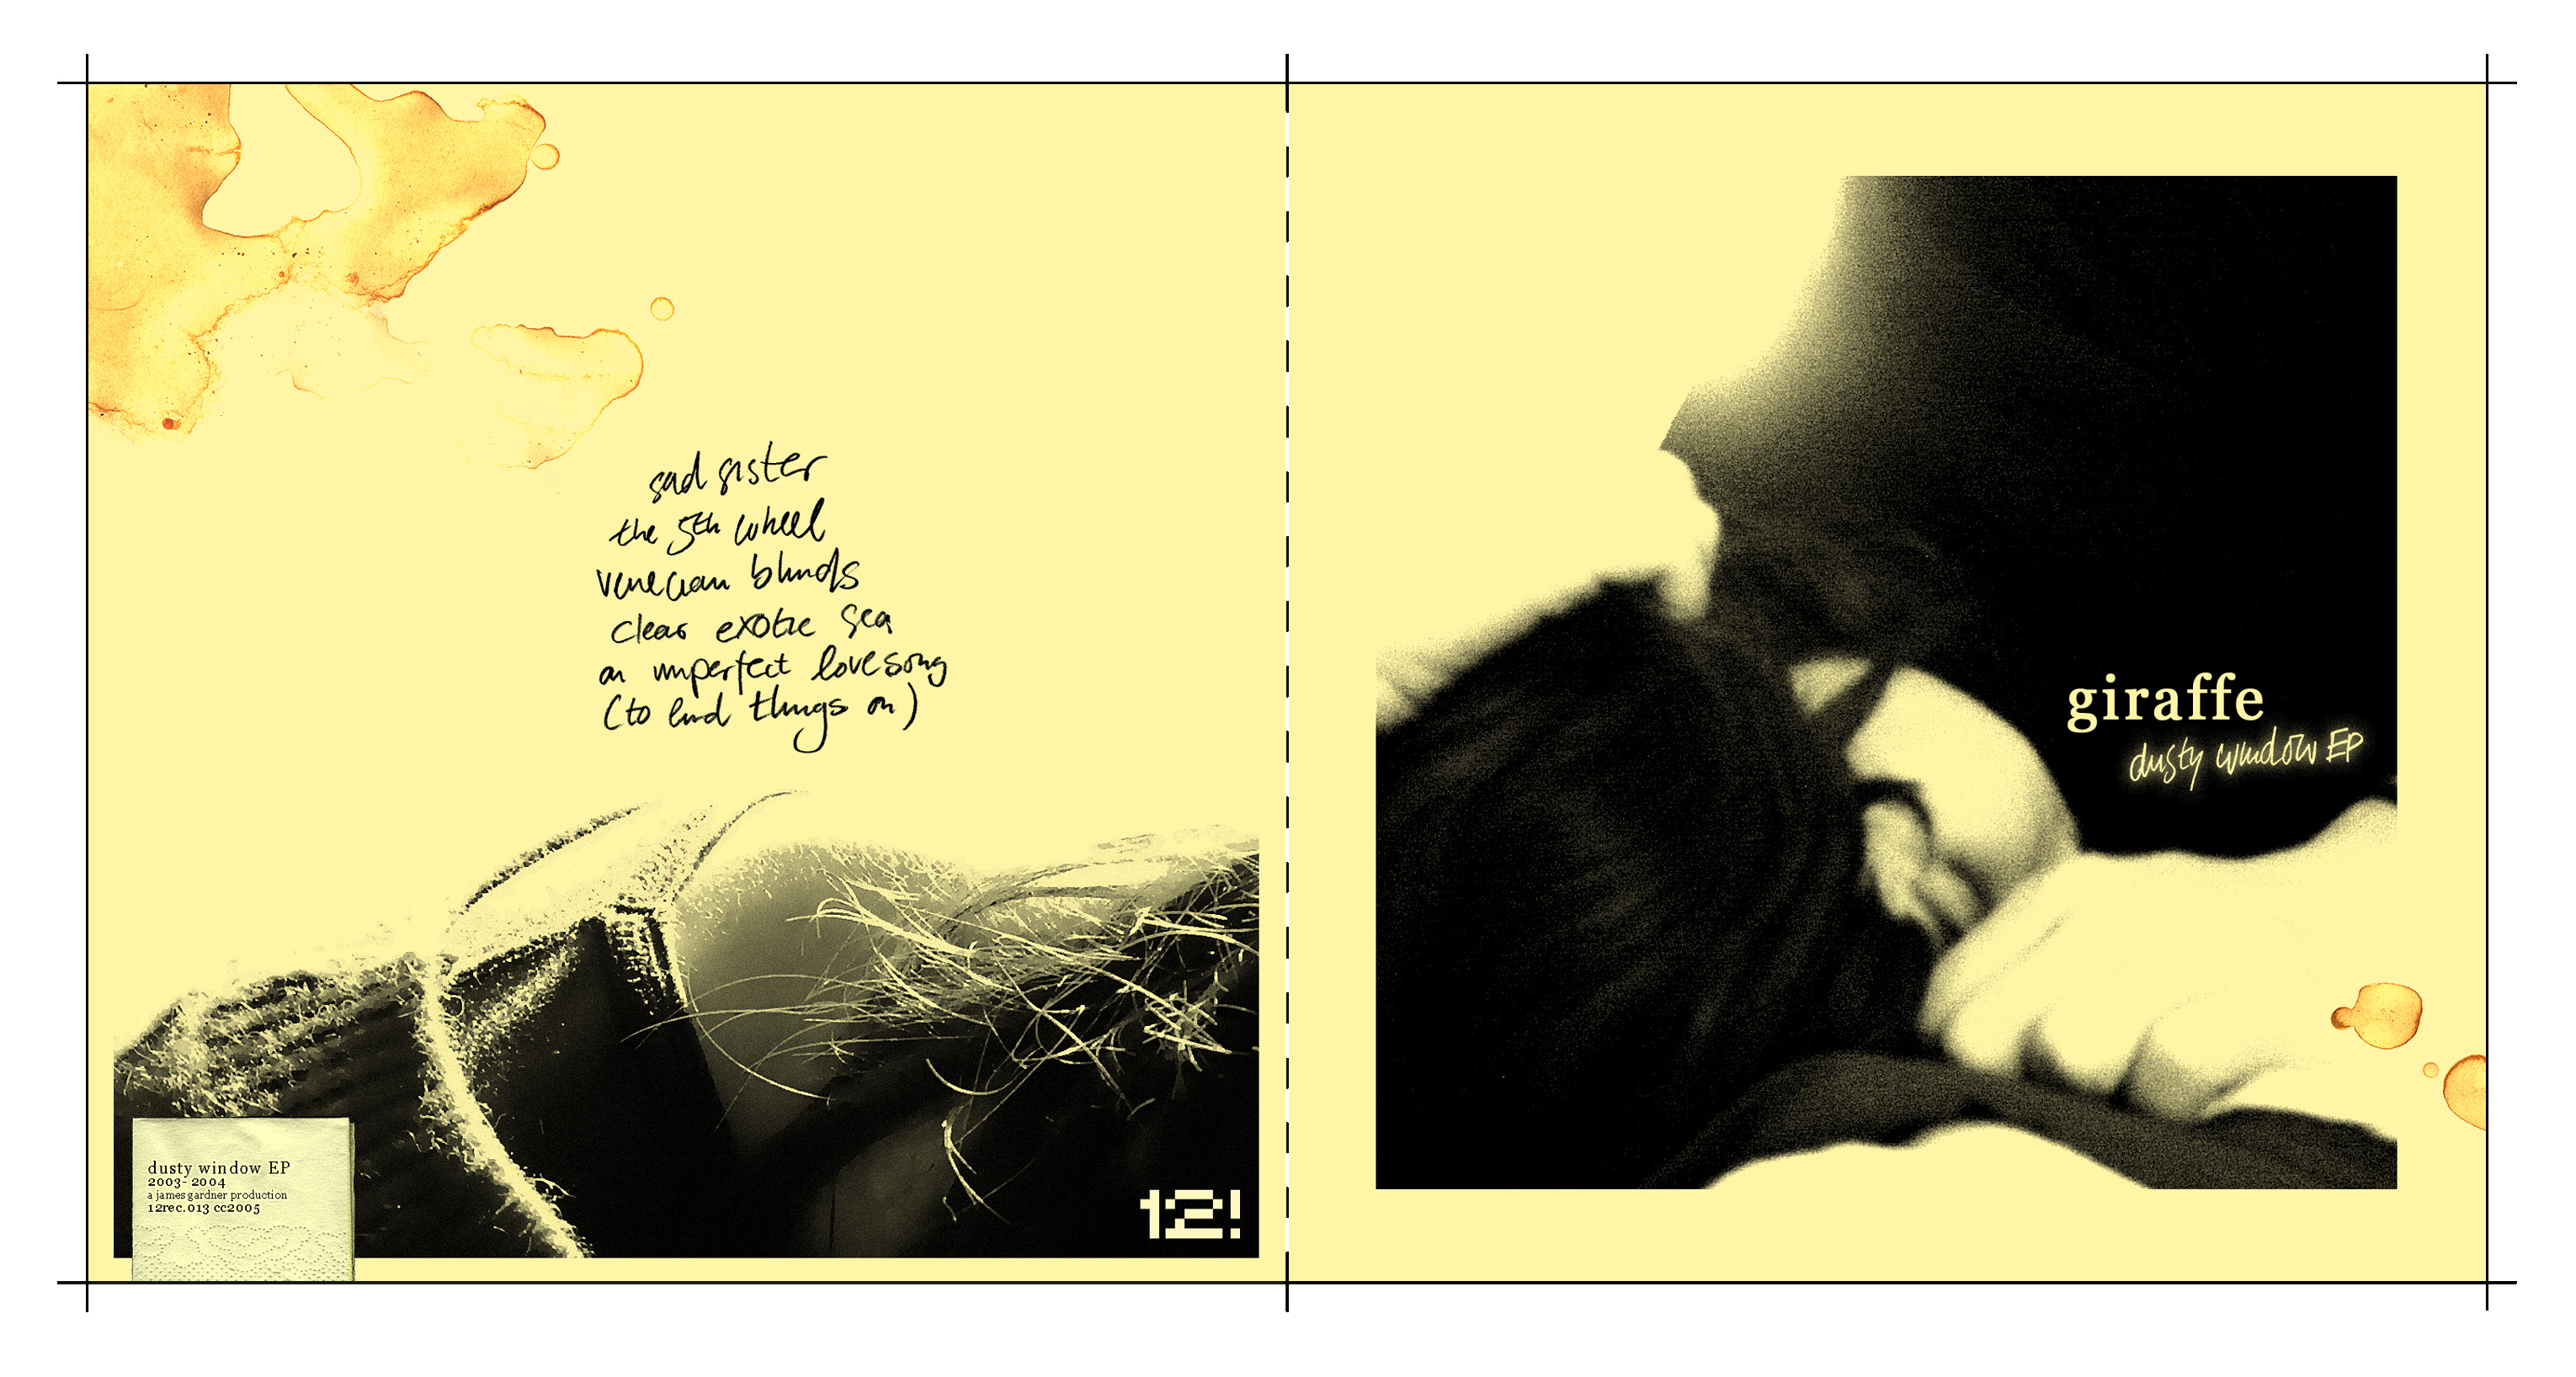 sad sister
the 5th wheel
venecian blinds
clear exotic sea
an imperfect lovesong
(to end things on)
dusty window EP
2003-2004
a james gardner production
12rec.013 cc2005
12!
giraffe
dusty window EP